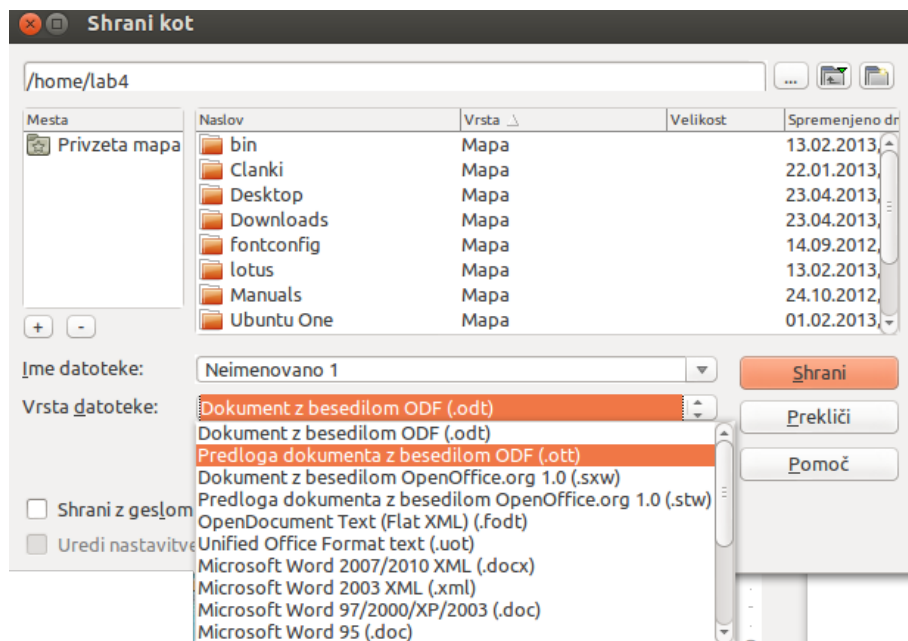 Shrani kot
/home/lab4
...
Mesta Naslov Vrsta Velikost Spremenjeno dr
Privzeta mapa bin Mapa 13.02.2013,
Clanki Mapa 22.01.2013,
Desktop Mapa 23.04.2013,
Downloads Mapa 23.04.2013,
fontconfig Mapa 14.09.2012,
lotus Mapa 13.02.2013,
Manuals Mapa 24.10.2012,
Ubuntu One Mapa 01.02.2013,
+ -
Ime datoteke: Neimenovano 1 Shrani
Vrsta datoteke: Dokument z besedilom ODF (.odt) Prekliči
Dokument z besedilom ODF (.odt)
Predloga dokumenta z besedilom ODF (.ott) Pomoč
Dokument z besedilom OpenOffice.org 1.0 (.sxw)
Predloga dokumenta z besedilom OpenOffice.org 1.0 (.stw)
Shrani z geslom OpenDocument Text (Flat XML) (.fodt)
Uredi nastavitve Unified Office Format text (.uot)
Microsoft Word 2007/2010 XML (.docx)
Microsoft Word 2003 XML (.xml)
Microsoft Word 97/2000/XP/2003 (.doc)
Microsoft Word 95 (.doc)